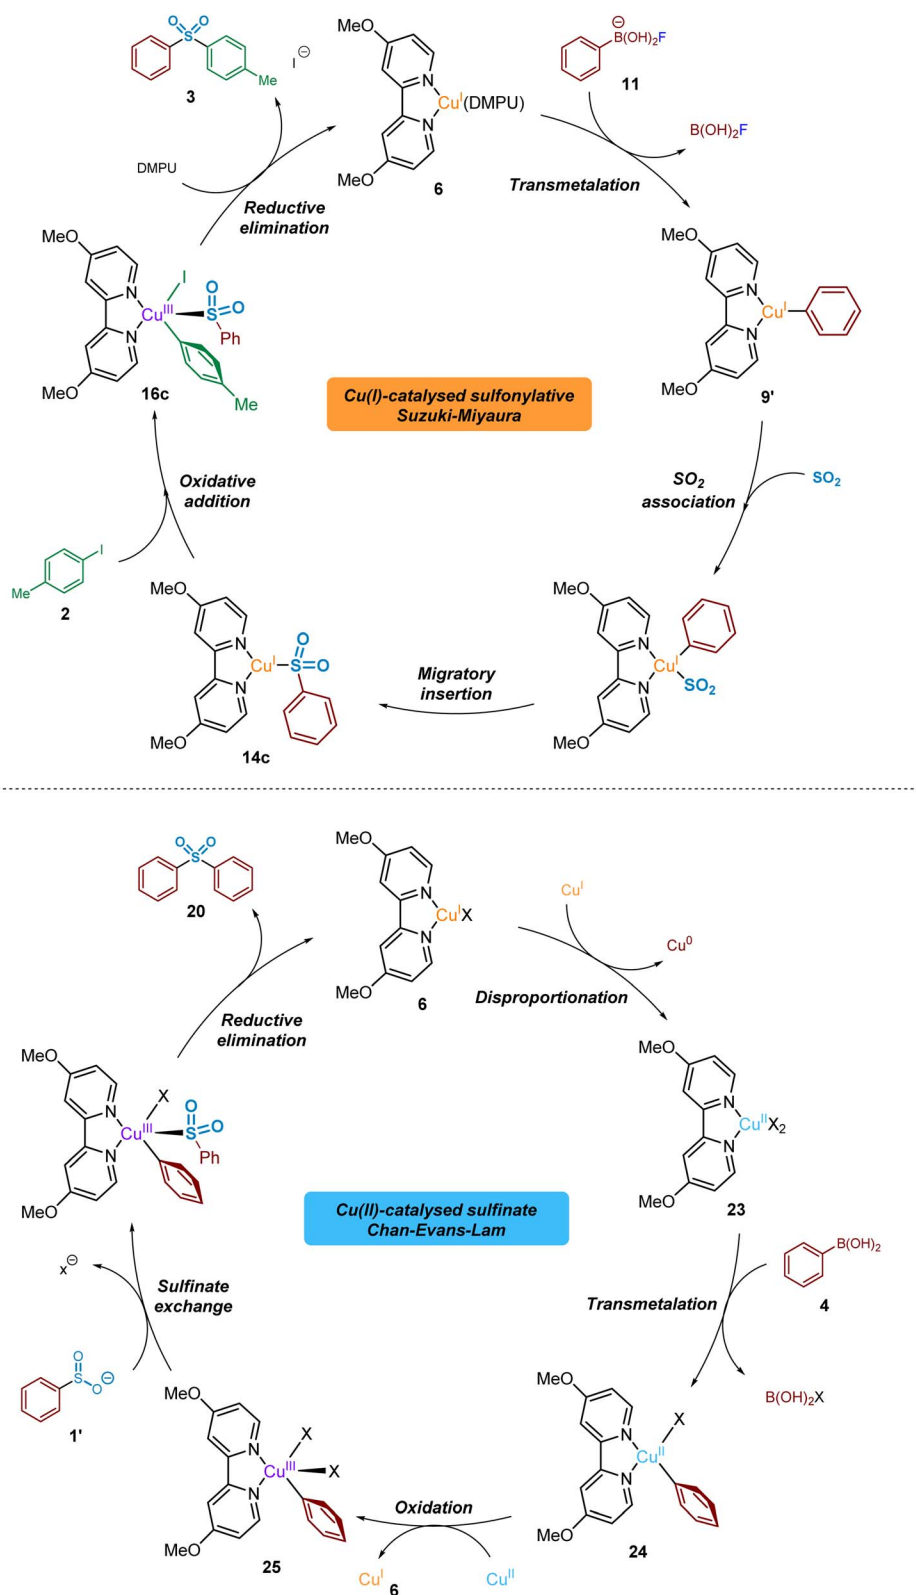 O
O
S
Me
3
I⊖
MeO
N
Cu^I(DMPU)
N
MeO
6
⊖
B(OH)2F
11
B(OH)2F
Transmetalation
DMPU
Reductive
elimination
MeO
N
I
O
Cu^III
S
O
N
Ph
MeO
Me
16c
MeO
N
Cu^I
N
MeO
9'
Cu(I)-catalysed sulfonylative
Suzuki-Miyaura
Oxidative
addition
SO2
association
SO2
I
Me
2
MeO
N
O
Cu^I
S
O
N
MeO
14c
Migratory
insertion
MeO
N
Cu^I
SO2
N
MeO
O
O
S
20
MeO
N
Cu^IX
N
MeO
6
Cu^I
Cu^0
Disproportionation
Reductive
elimination
MeO
N
X
O
Cu^III
S
O
N
Ph
MeO
MeO
N
Cu^IIX2
N
MeO
23
Cu(II)-catalysed sulfinate
Chan-Evans-Lam
x⊖
Sulfinate
exchange
O
S
O⊖
1'
Transmetalation
B(OH)2
4
B(OH)2X
MeO
N
X
Cu^III
X
N
MeO
25
Oxidation
Cu^I
6
Cu^II
MeO
N
X
Cu^II
N
MeO
24